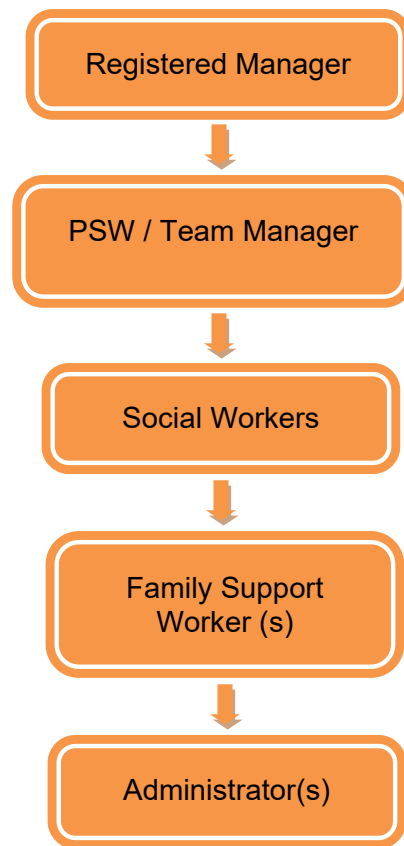 Registered Manager
PSW / Team Manager
Social Workers
Family Support
Worker (s)
Administrator(s)